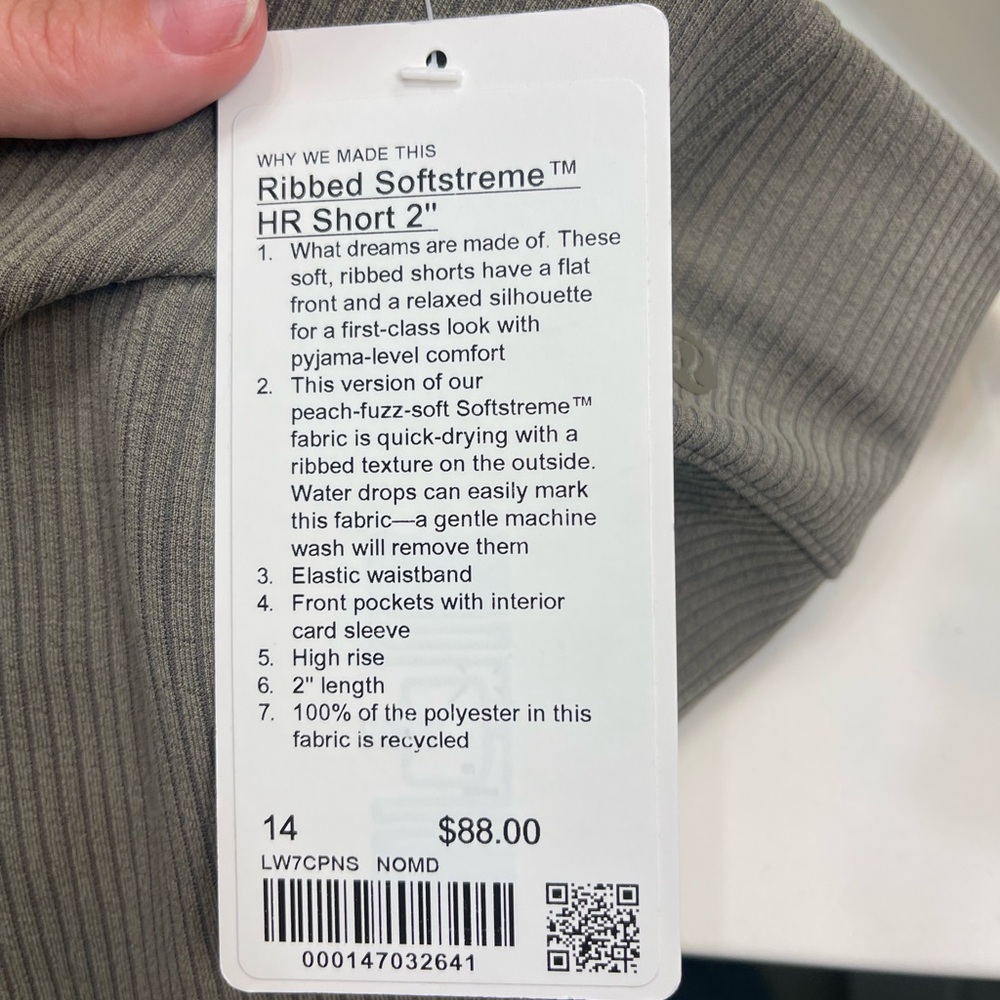 WHY WE MADE THIS
Ribbed Softstreme™
HR Short 2"
1. What dreams are made of. These
soft, ribbed shorts have a flat
front and a relaxed silhouette
for a first-class look with
pyjama-level comfort
2. This version of our
peach-fuzz-soft Softstreme™
fabric is quick-drying with a
ribbed texture on the outside.
Water drops can easily mark
this fabric—a gentle machine
wash will remove them
3. Elastic waistband
4. Front pockets with interior
card sleeve
5. High rise
6. 2" length
7. 100% of the polyester in this
fabric is recycled
14 $88.00
LW7CPNS NOMD
000147032641